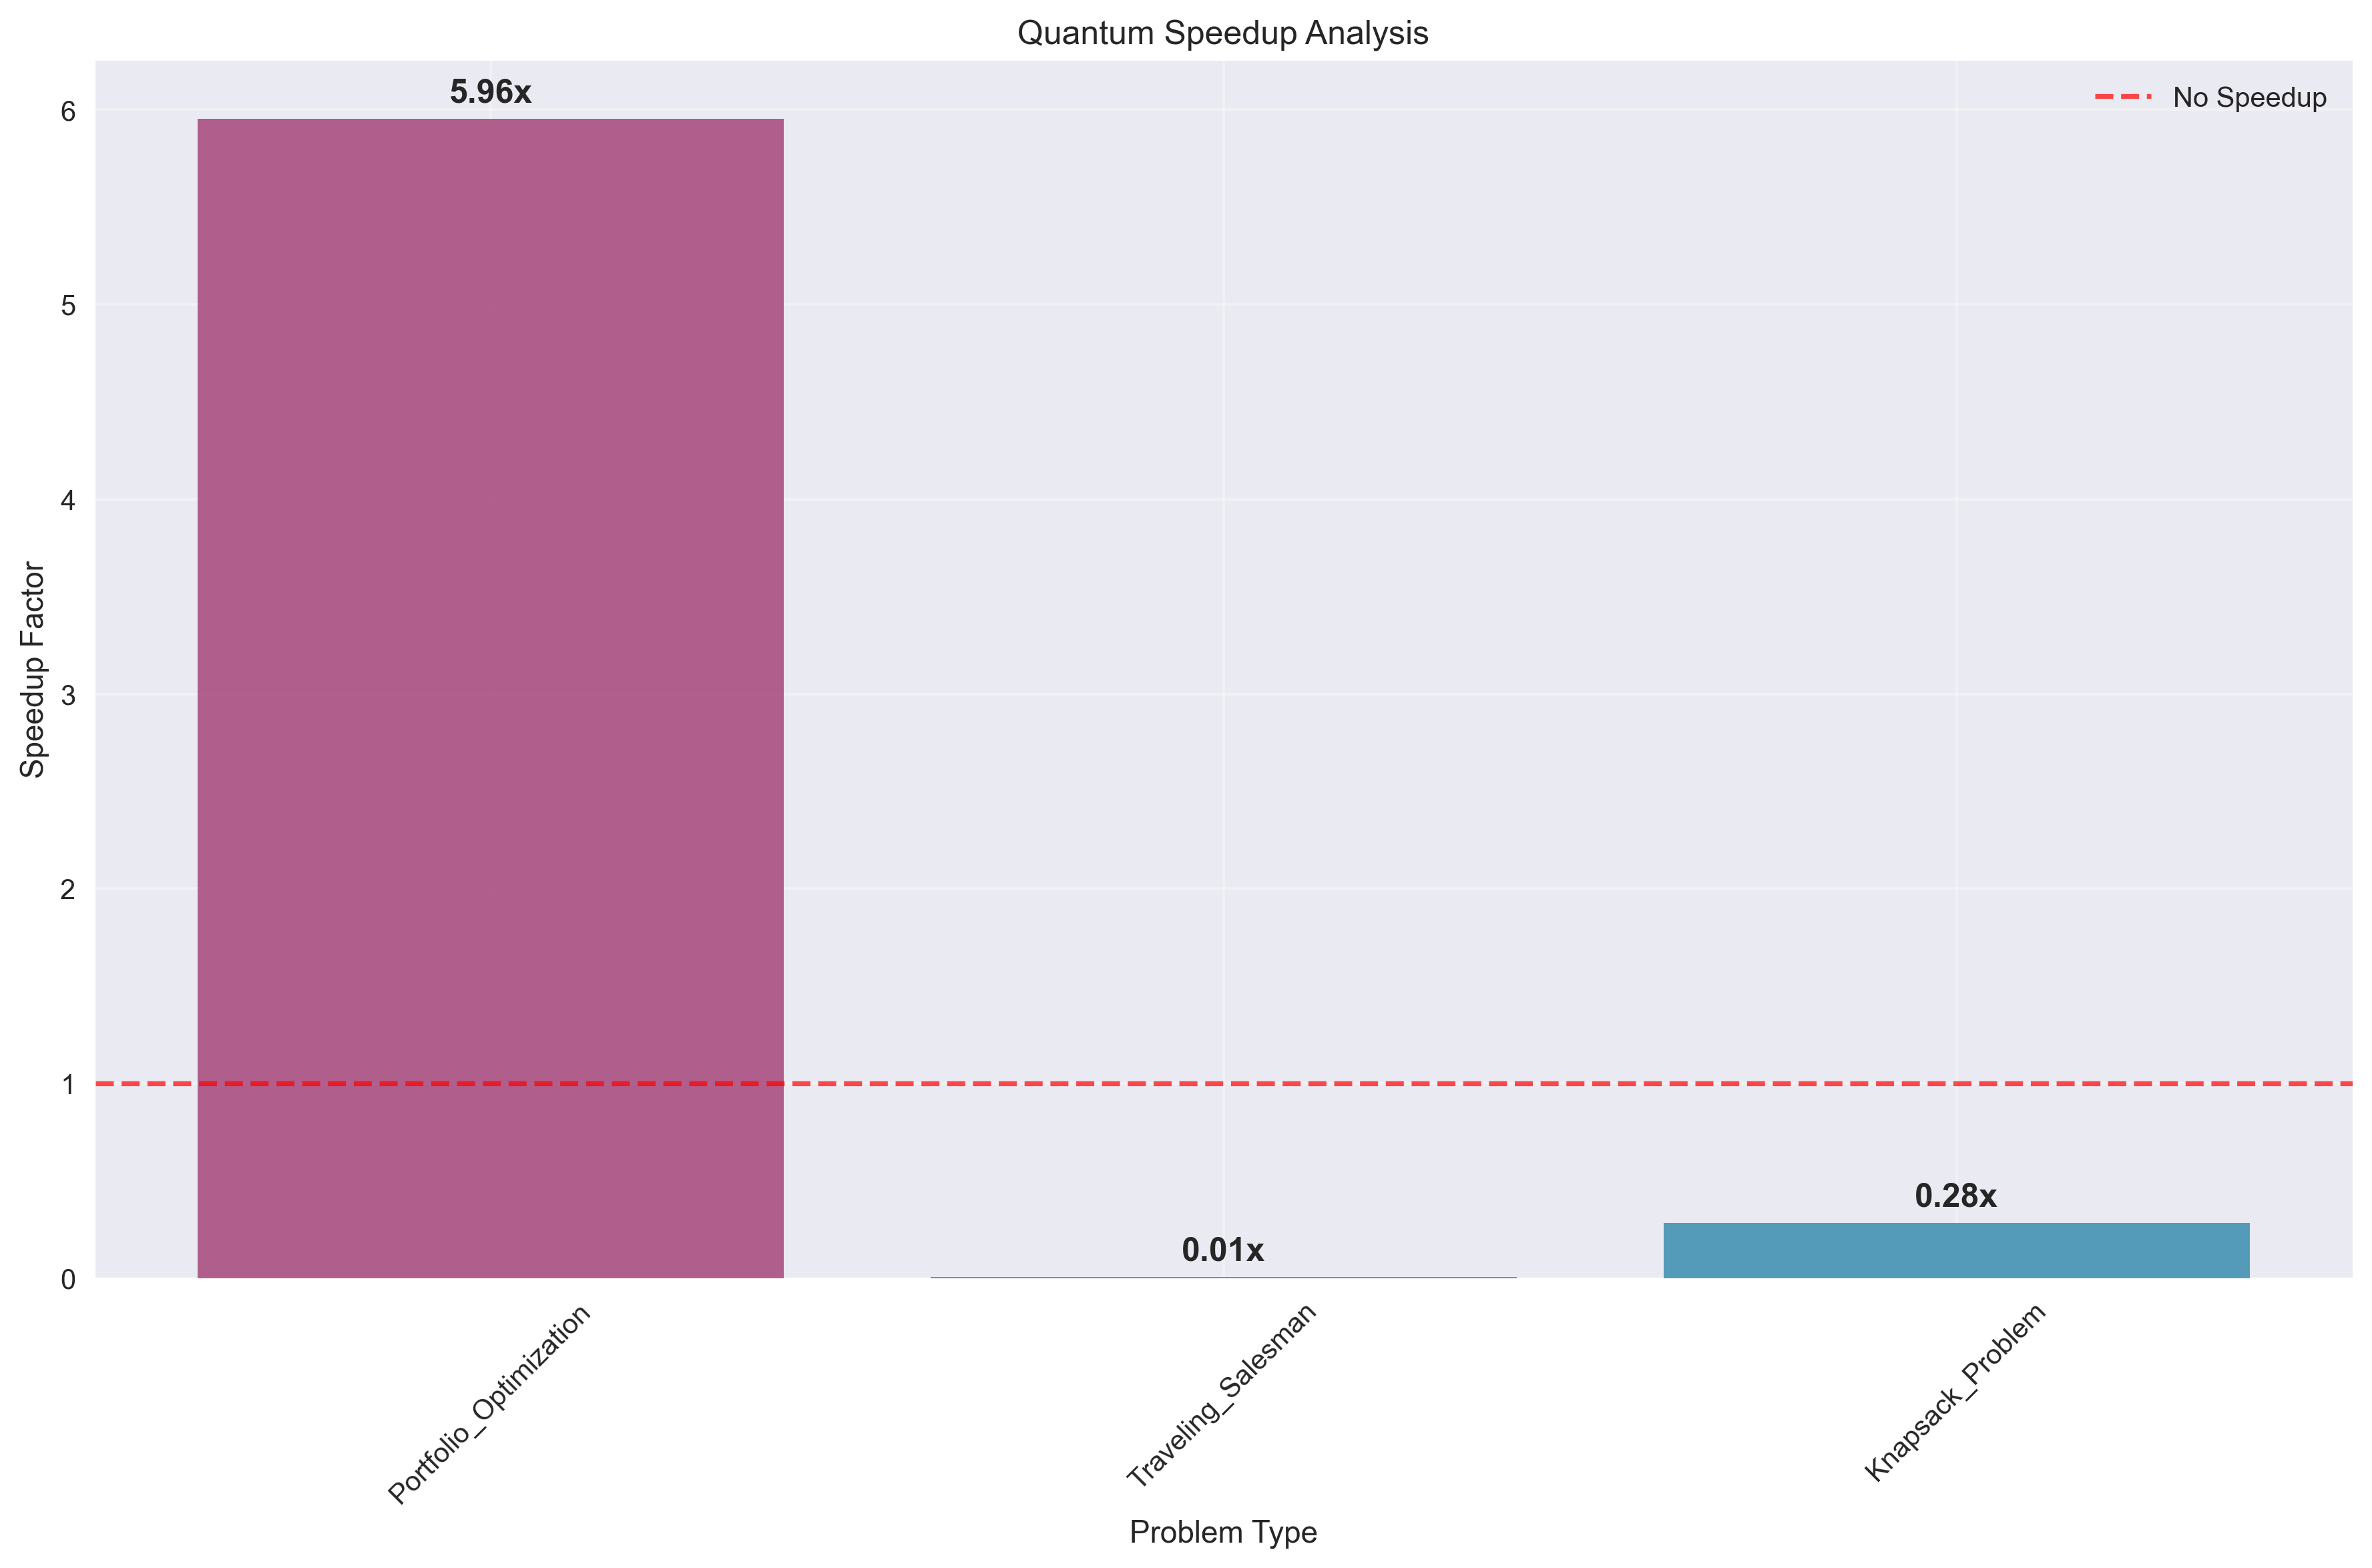 Quantum Speedup Analysis
5.96x
No Speedup
6
5
4
3
2
1
0
Speedup Factor
0.01x
0.28x
Portfolio_Optimization
Traveling_Salesman
Knapsack_Problem
Problem Type